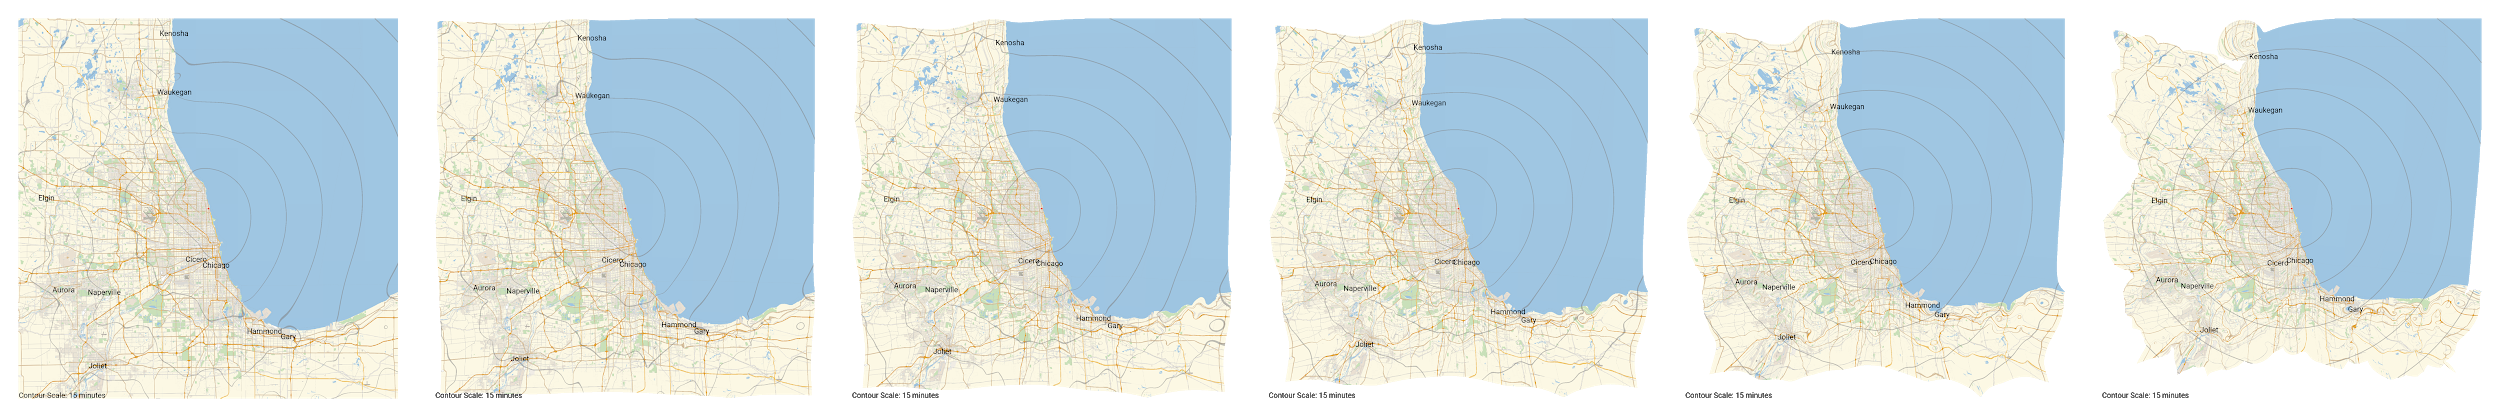 Kenosha
Waukegan
Elgin
Cicero
Chicago
Aurora
Naperville
Hammond
Gary
Joliet
Contour Scale: 15 minutes
Kenosha
Waukegan
Elgin
Cicero
Chicago
Aurora
Naperville
Hammond
Gary
Joliet
Contour Scale: 15 minutes
Kenosha
Waukegan
Elgin
Cicero
Chicago
Aurora
Naperville
Hammond
Gary
Joliet
Contour Scale: 15 minutes
Kenosha
Waukegan
Elgin
Cicero
Chicago
Aurora
Naperville
Hammond
Gary
Joliet
Contour Scale: 15 minutes
Kenosha
Waukegan
Elgin
Cicero
Chicago
Aurora
Naperville
Hammond
Gary
Joliet
Contour Scale: 15 minutes
Kenosha
Waukegan
Elgin
Cicero
Chicago
Aurora
Naperville
Hammond
Gary
Joliet
Contour Scale: 15 minutes